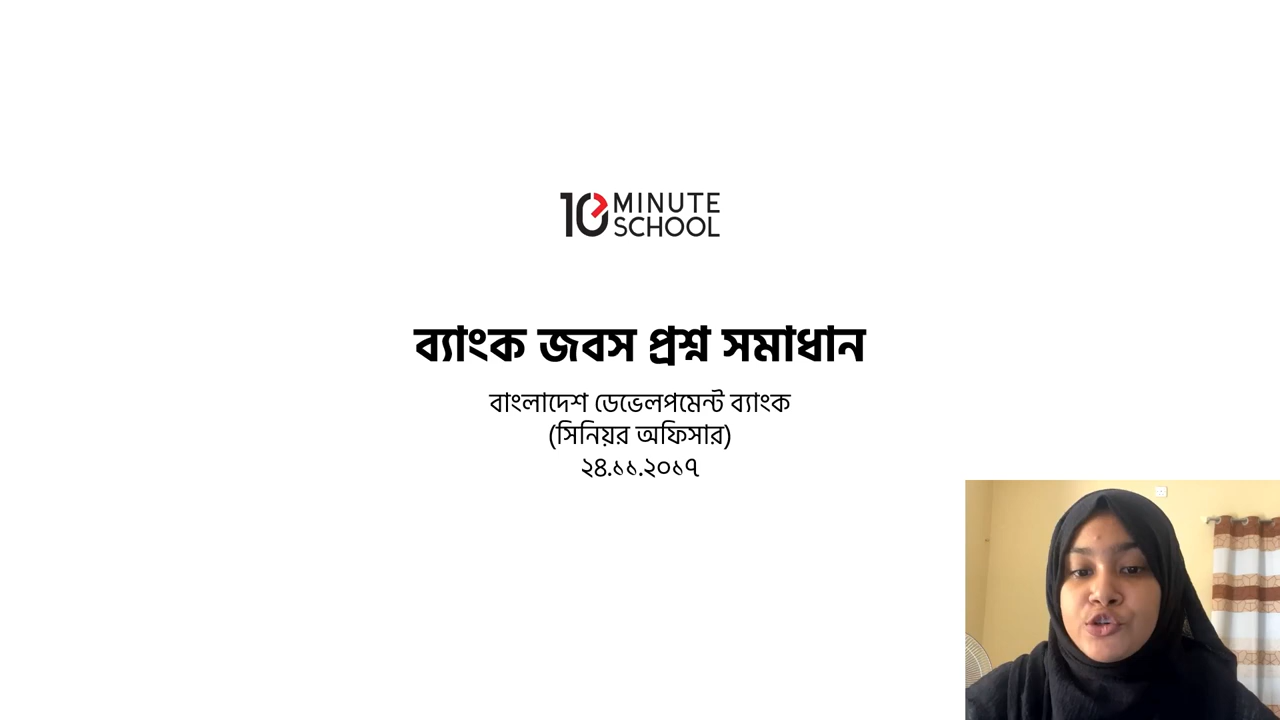 10 MINUTE
SCHOOL
ব্যাংক জবস প্রশ্ন সমাধান
বাংলাদেশ ডেভেলপমেন্ট ব্যাংক
(সিনিয়র অফিসার)
২৪.১১.২০১৭